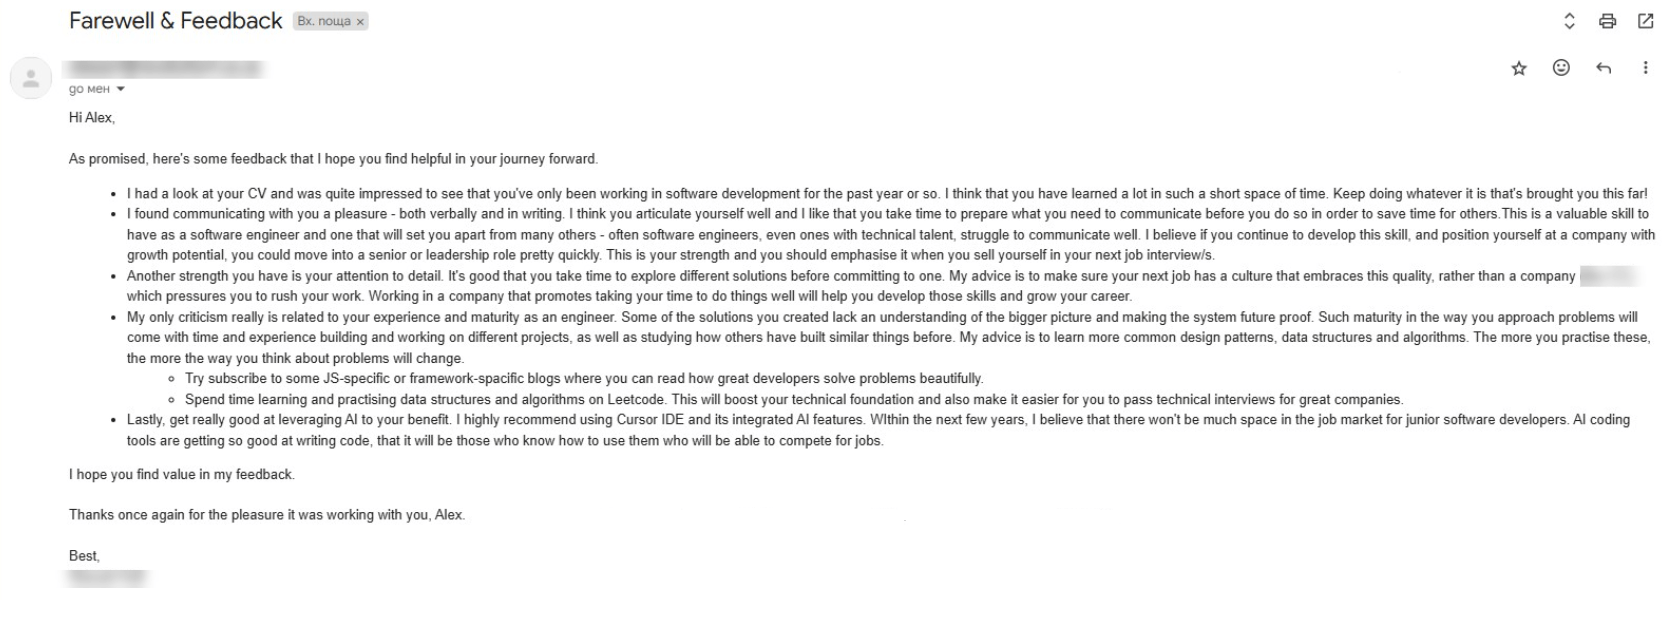 Farewell & Feedback Вх. поща ×
до мен
Hi Alex,
As promised, here's some feedback that I hope you find helpful in your journey forward.
• I had a look at your CV and was quite impressed to see that you've only been working in software development for the past year or so. I think that you have learned a lot in such a short space of time. Keep doing whatever it is that's brought you this far!
• I found communicating with you a pleasure - both verbally and in writing. I think you articulate yourself well and I like that you take time to prepare what you need to communicate before you do so in order to save time for others.This is a valuable skill to
have as a software engineer and one that will set you apart from many others - often software engineers, even ones with technical talent, struggle to communicate well. I believe if you continue to develop this skill, and position yourself at a company with
growth potential, you could move into a senior or leadership role pretty quickly. This is your strength and you should emphasise it when you sell yourself in your next job interview/s.
• Another strength you have is your attention to detail. It's good that you take time to explore different solutions before committing to one. My advice is to make sure your next job has a culture that embraces this quality, rather than a company
which pressures you to rush your work. Working in a company that promotes taking your time to do things well will help you develop those skills and grow your career.
• My only criticism really is related to your experience and maturity as an engineer. Some of the solutions you created lack an understanding of the bigger picture and making the system future proof. Such maturity in the way you approach problems will
come with time and experience building and working on different projects, as well as studying how others have built similar things before. My advice is to learn more common design patterns, data structures and algorithms. The more you practise these,
the more the way you think about problems will change.
◦ Try subscribe to some JS-specific or framework-spacific blogs where you can read how great developers solve problems beautifully.
◦ Spend time learning and practising data structures and algorithms on Leetcode. This will boost your technical foundation and also make it easier for you to pass technical interviews for great companies.
• Lastly, get really good at leveraging AI to your benefit. I highly recommend using Cursor IDE and its integrated AI features. WIthin the next few years, I believe that there won't be much space in the job market for junior software developers. AI coding
tools are getting so good at writing code, that it will be those who know how to use them who will be able to compete for jobs.
I hope you find value in my feedback.
Thanks once again for the pleasure it was working with you, Alex.
Best,